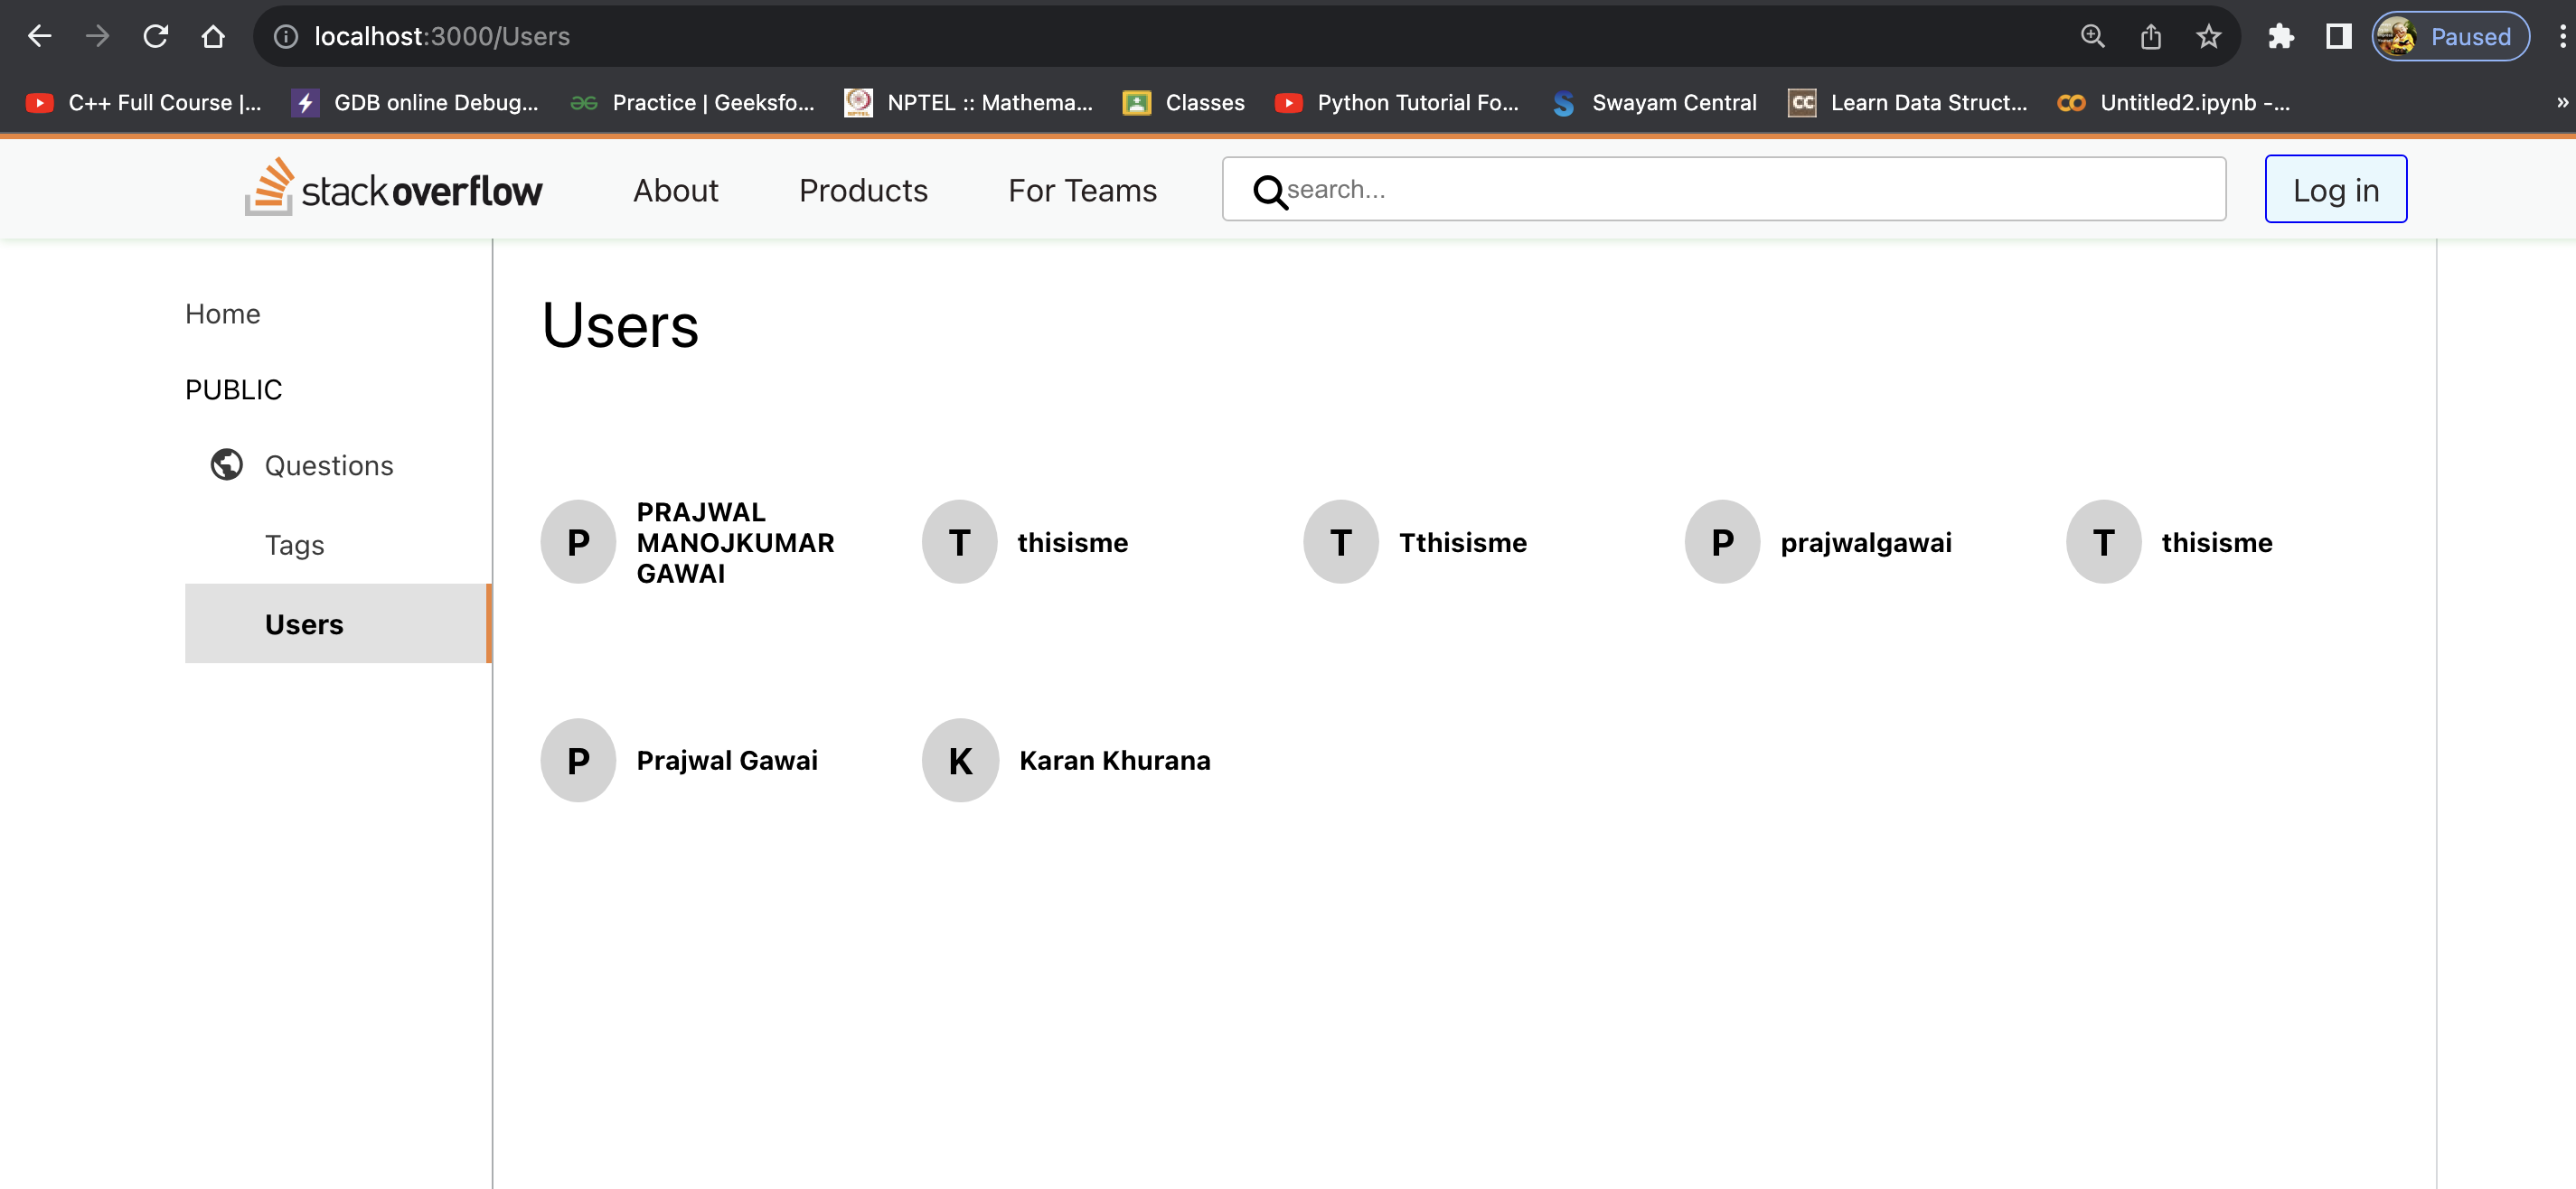 localhost:3000/Users
Paused
C++ Full Course |...
GDB online Debug...
Practice | Geeksfo...
NPTEL :: Mathema...
Classes
Python Tutorial Fo...
Swayam Central
CC
Learn Data Struct...
Untitled2.ipynb -...
»
stackoverflow
About
Products
For Teams
search...
Log in
Home
PUBLIC
Questions
Tags
Users
Users
P
PRAJWAL
MANOJKUMAR
GAWAI
T
thisisme
T
Tthisisme
P
prajwalgawai
T
thisisme
P
Prajwal Gawai
K
Karan Khurana